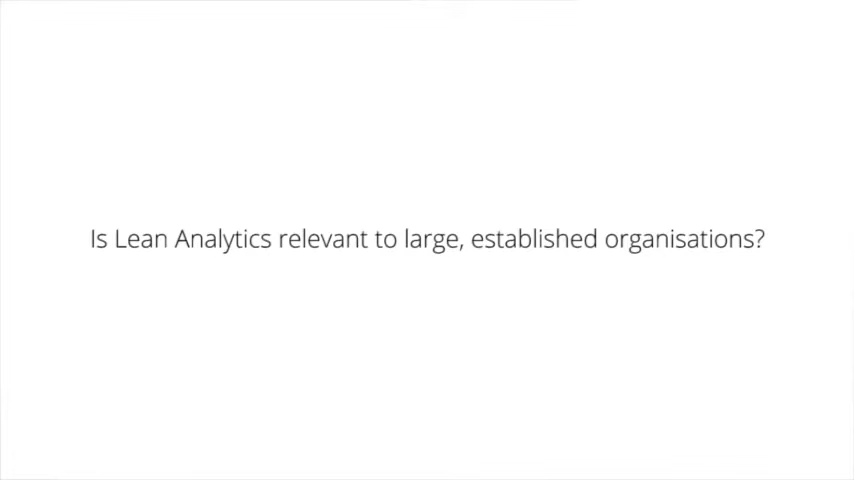 Is Lean Analytics relevant to large, established organisations?